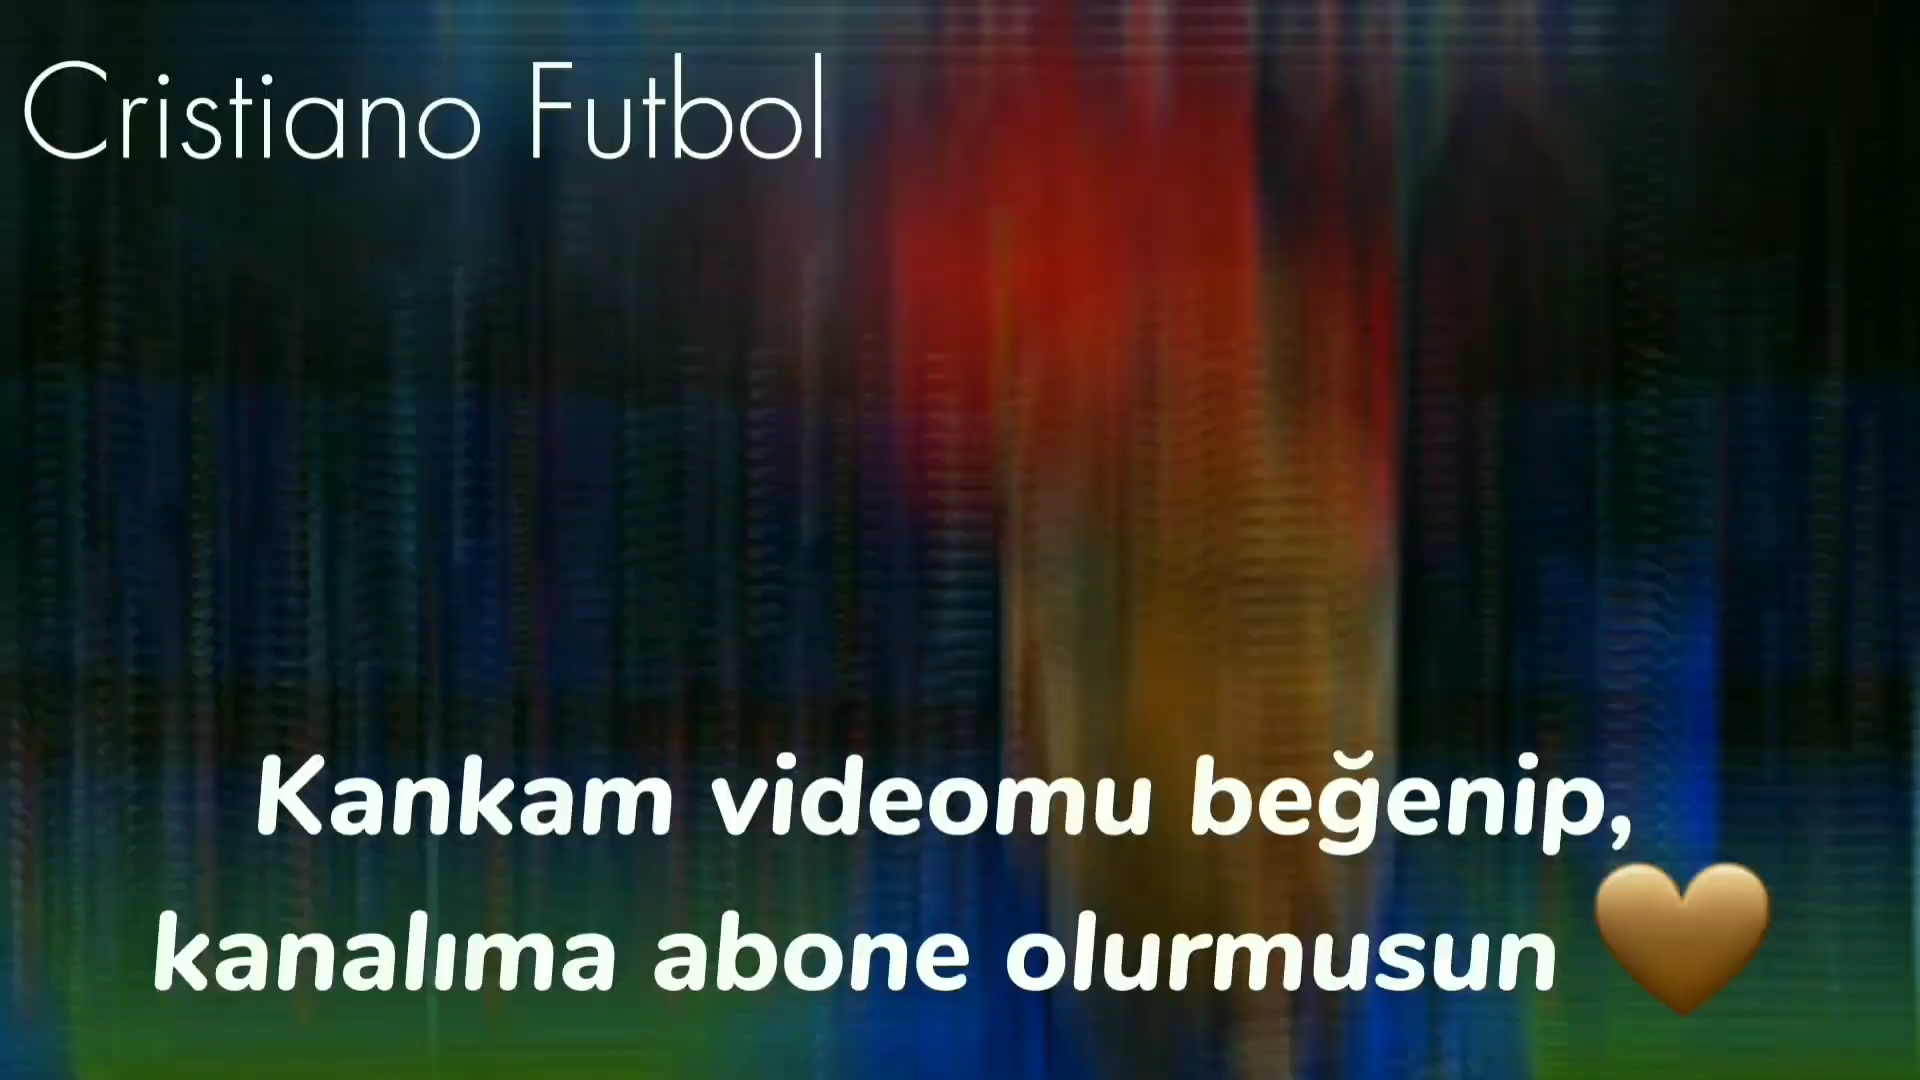 Cristiano Futbol
Kankam videomu beğenip,
kanalıma abone olurmusun 🤎